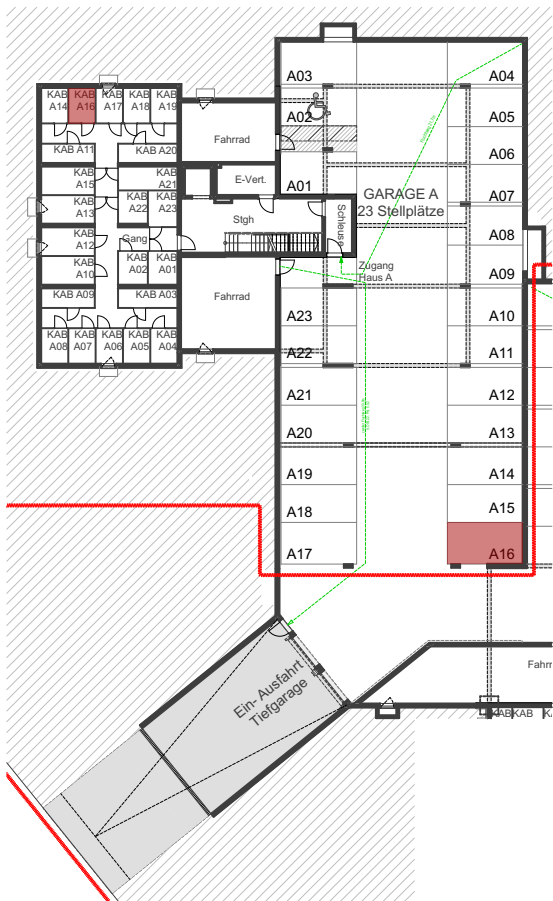 KAB A14
KAB A16
KAB A17
KAB A18
KAB A19
KAB A11
KAB A20
KAB A15
KAB A21
KAB A13
KAB A22
KAB A23
KAB A12
Gang
KAB A10
KAB A02
KAB A01
KAB A09
KAB A03
KAB A08
KAB A07
KAB A06
KAB A05
KAB A04
Fahrrad
E-Vert.
Stgh
Schleuse
Fahrrad
A03
A04
A02
A05
A06
A01
A07
GARAGE A
23 Stellplätze
A08
Zugang
Haus A
A09
A23
A10
A22
A11
A21
A12
A20
A13
A19
A14
A18
A15
A17
A16
Ein- Ausfahrt
Tiefgarage
Fahrr
KAB
KAB